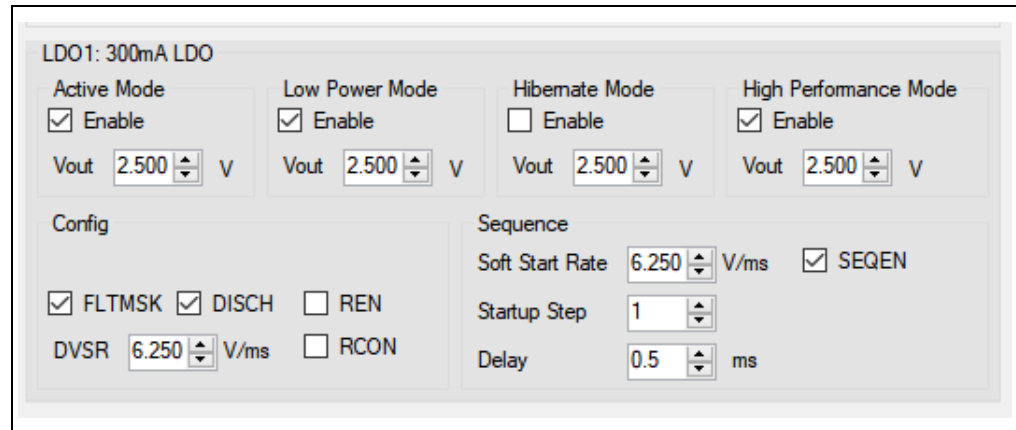 LDO1: 300mA LDO
Active Mode
Enable
Vout 2.500 V
Low Power Mode
Enable
Vout 2.500 V
Hibernate Mode
Enable
Vout 2.500 V
High Performance Mode
Enable
Vout 2.500 V
Config
FLTMSK DISCH REN
DVSR 6.250 V/ms RCON
Sequence
Soft Start Rate 6.250 V/ms SEQEN
Startup Step 1
Delay 0.5 ms